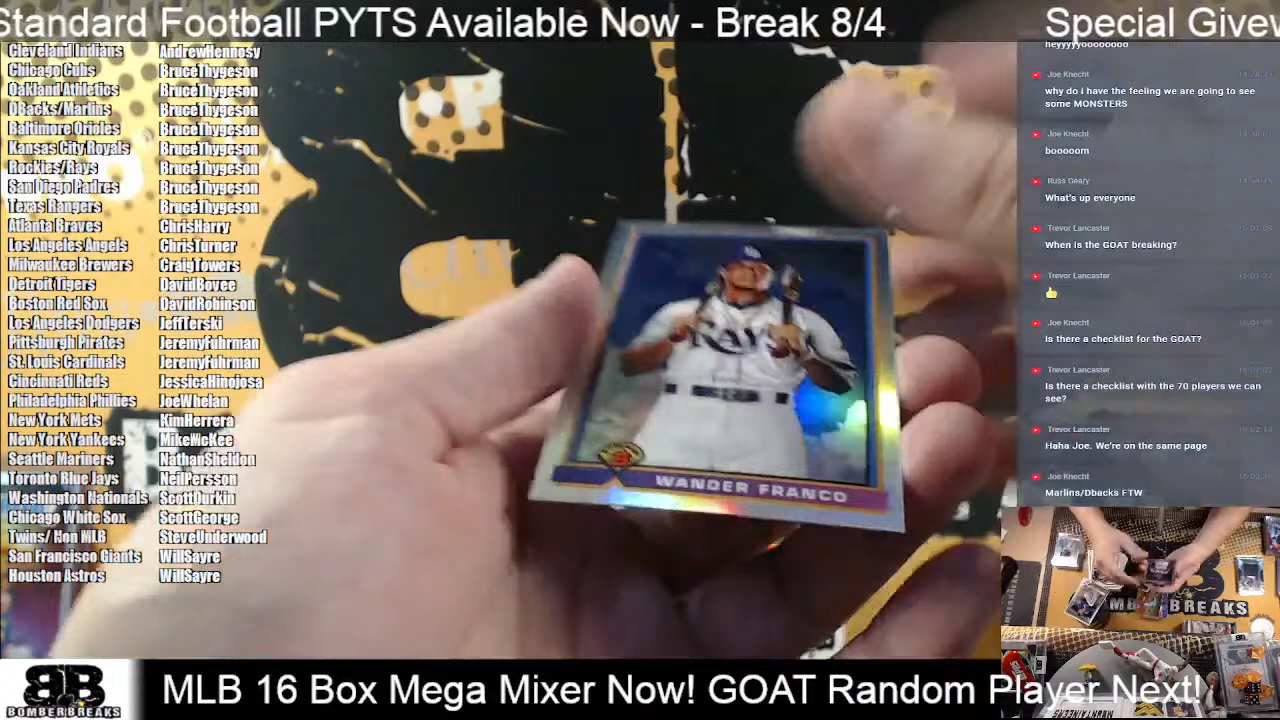 Standard Football PYTS Available Now - Break 8/4
Special Givew
Cleveland Indians AndrewHennosy
Chicago Cubs BruceThygeson
Oakland Athletics BruceThygeson
DBacks/Marlins BruceThygeson
Baltimore Orioles BruceThygeson
Kansas City Royals BruceThygeson
Rockies/Rays BruceThygeson
San Diego Padres BruceThygeson
Texas Rangers BruceThygeson
Atlanta Braves ChrisHarry
Los Angeles Angels ChrisTurner
Milwaukee Brewers CraigTowers
Detroit Tigers DavidBovee
Boston Red Sox DavidRobinson
Los Angeles Dodgers JeffTerski
Pittsburgh Pirates JeremyFuhrman
St. Louis Cardinals JeremyFuhrman
Cincinnati Reds JessicaHinojosa
Philadelphia Phillies JoeWhelan
New York Mets KimHerrera
New York Yankees MikeMcKee
Seattle Mariners NathanSheldon
Toronto Blue Jays NeilPersson
Washington Nationals ScottDurkin
Chicago White Sox ScottGeorge
Twins/ Non MLB SteveUnderwood
San Francisco Giants WillSayre
Houston Astros WillSayre
RAYS
WANDER FRANCO
heyyyyyooooooo
Joe Knecht
why do i have the feeling we are going to see
some MONSTERS
Joe Knecht
booooom
Russ Geary
What's up everyone
Trevor Lancaster
When is the GOAT breaking?
Trevor Lancaster
Joe Knecht
Is there a checklist for the GOAT?
Trevor Lancaster
Is there a checklist with the 70 players we can
see?
Trevor Lancaster
Haha Joe. We're on the same page
Joe Knecht
Marlins/Dbacks FTW
BREAKS
BOMBERBREAKS
MLB 16 Box Mega Mixer Now! GOAT Random Player Next!